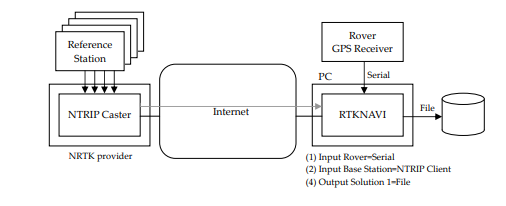 Reference
Station
Rover
GPS Receiver
PC
Serial
NTRIP Caster
Internet
RTKNAVI
File
NRTK provider
(1) Input Rover=Serial
(2) Input Base Station=NTRIP Client
(4) Output Solution 1=File